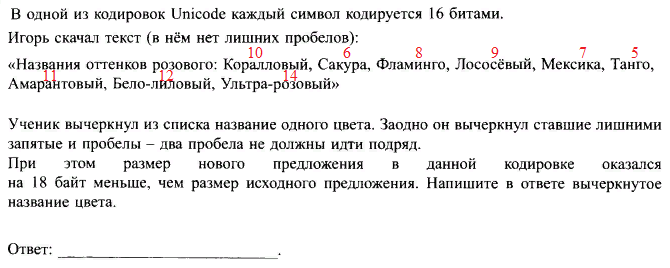 В одной из кодировок Unicode каждый символ кодируется 16 битами.
Игорь скачал текст (в нём нет лишних пробелов):
10 6 8 9 7 5
«Названия оттенков розового: Коралловый, Сакура, Фламинго, Лососёвый, Мексика, Танго,
11 12 14
Амарантовый, Бело-лиловый, Ультра-розовый»
Ученик вычеркнул из списка название одного цвета. Заодно он вычеркнул ставшие лишними
запятые и пробелы – два пробела не должны идти подряд.
При этом размер нового предложения в данной кодировке оказался
на 18 байт меньше, чем размер исходного предложения. Напишите в ответе вычеркнутое
название цвета.
Ответ: ___________________________.